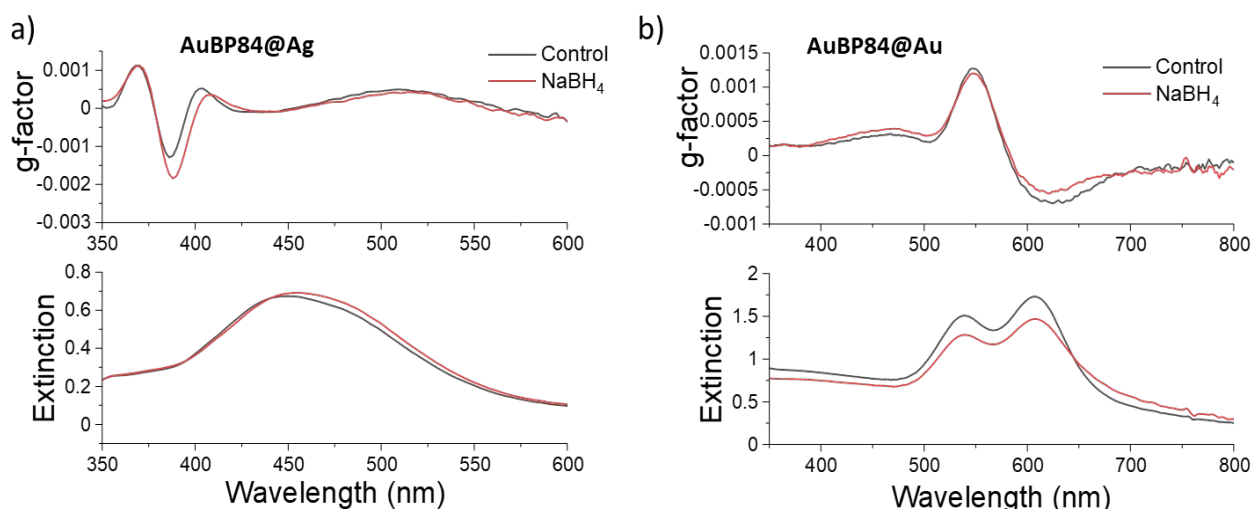 a)
AuBP84@Ag
Control
NaBH4
g-factor
0.001
0
-0.001
-0.002
-0.003
350 400 450 500 550 600
Extinction
0.8
0.6
0.4
0.2
0
350 400 450 500 550 600
Wavelength (nm)
b)
AuBP84@Au
Control
NaBH4
g-factor
0.0015
0.001
0.0005
0
-0.0005
-0.001
400 500 600 700 800
Extinction
2
1.5
1
0.5
0
400 500 600 700 800
Wavelength (nm)